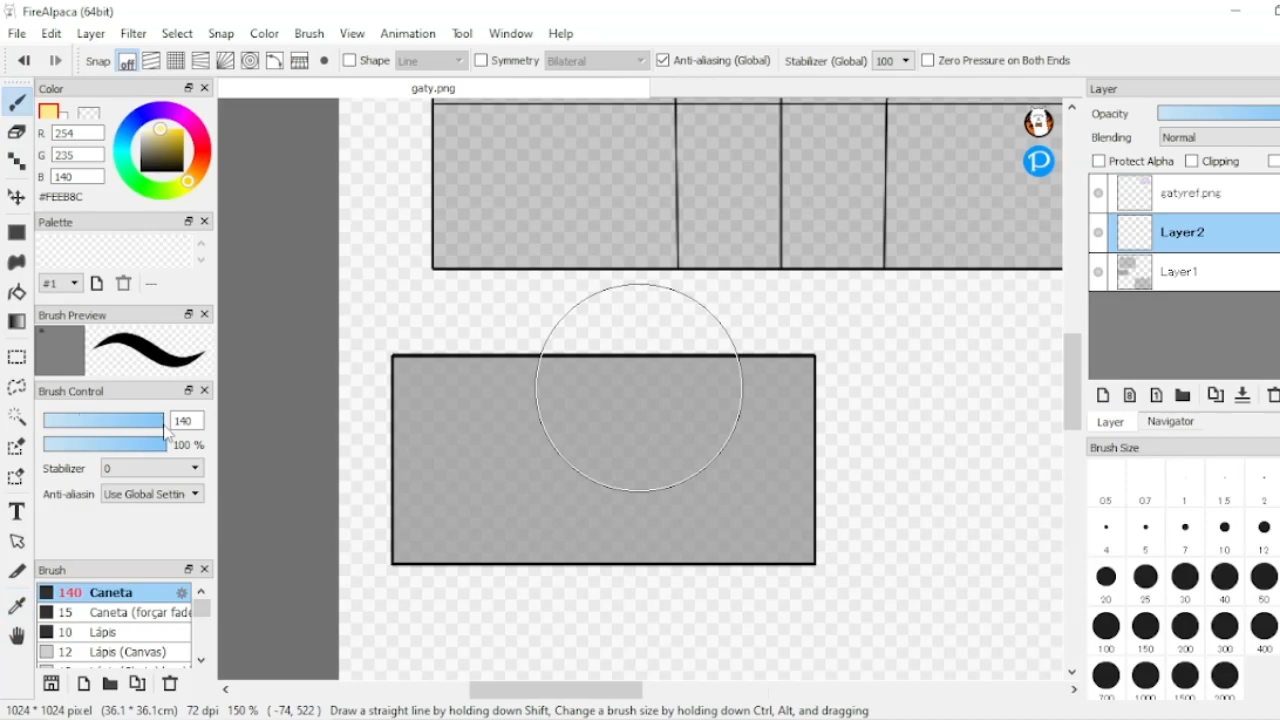 FireAlpaca (64bit)
File Edit Layer Filter Select Snap Color Brush View Animation Tool Window Help
Snap off Shape Line Symmetry Bilateral Anti-aliasing (Global) Stabilizer (Global) 100 Zero Pressure on Both Ends
Color
gaty.png
Layer
R 254
G 235
B 140
#FEEB8C
Opacity
Blending Normal
Protect Alpha Clipping
gatyref.png
Layer2
Layer1
Palette
#1
Brush Preview
Brush Control
140
100 %
Stabilizer 0
Anti-aliasin Use Global Settin
8 1
Layer Navigator
Brush Size
0.5 0.7 1 1.5 2
4 5 7 10 12
20 25 30 40 50
100 150 200 300 400
700 1000 1500 2000
T
Brush
140 Caneta
15 Caneta (forçar fade
10 Lápis
12 Lápis (Canvas)
1024 * 1024 pixel (36.1 * 36.1cm) 72 dpi 150 % ( -74, 522 ) Draw a straight line by holding down Shift, Change a brush size by holding down Ctrl, Alt, and dragging